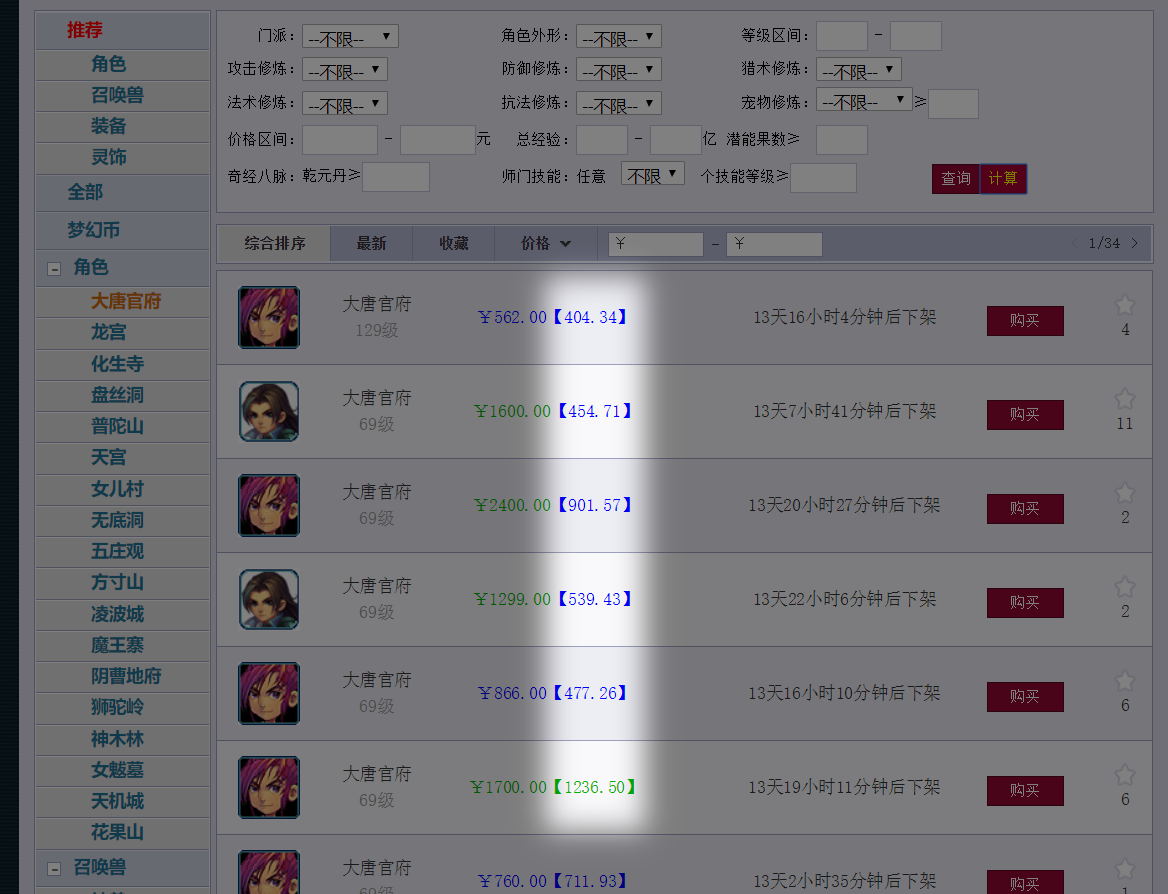 推荐
角色
召唤兽
装备
灵饰
全部
梦幻币
角色
大唐官府
龙宫
化生寺
盘丝洞
普陀山
天宫
女儿村
无底洞
五庄观
方寸山
凌波城
魔王寨
阴曹地府
狮驼岭
神木林
女魃墓
天机城
花果山
召唤兽
门派: --不限-- 角色外形: --不限-- 等级区间: -
攻击修炼: --不限-- 防御修炼: --不限-- 猎术修炼: --不限--
法术修炼: --不限-- 抗法修炼: --不限-- 宠物修炼: --不限-- ≥
价格区间: - 元 总经验: - 亿 潜能果数≥
奇经八脉: 乾元丹≥ 师门技能: 任意 不限 个技能等级≥ 查询 计算
综合排序 最新 收藏 价格 ￥ - ￥ 1/34
大唐官府 129级 ￥562.00【404.34】 13天16小时4分钟后下架 购买 4
大唐官府 69级 ￥1600.00【454.71】 13天7小时41分钟后下架 购买 11
大唐官府 69级 ￥2400.00【901.57】 13天20小时27分钟后下架 购买 2
大唐官府 69级 ￥1299.00【539.43】 13天22小时6分钟后下架 购买 2
大唐官府 69级 ￥866.00【477.26】 13天16小时10分钟后下架 购买 6
大唐官府 69级 ￥1700.00【1236.50】 13天19小时11分钟后下架 购买 6
大唐官府 69级 ￥760.00【711.93】 13天2小时35分钟后下架 购买